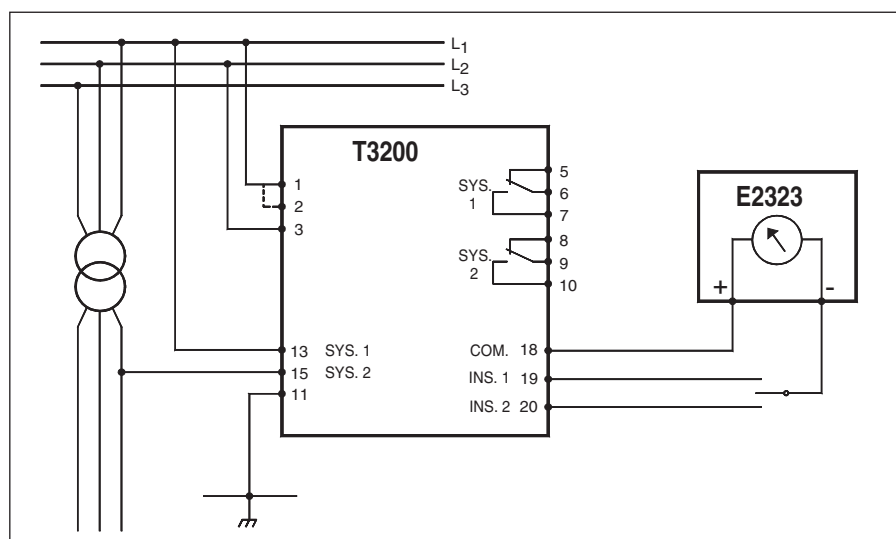 L1
L2
L3
T3200
1
2
3
SYS. 1
5
6
7
SYS. 2
8
9
10
E2323
+ -
13 SYS. 1
15 SYS. 2
11
COM. 18
INS. 1 19
INS. 2 20